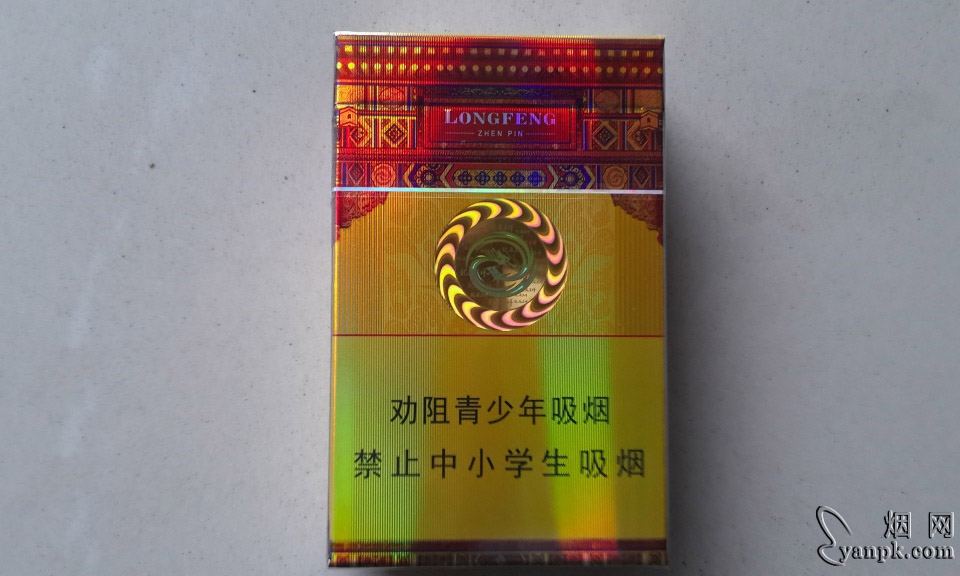 LONGFENG
ZHEN PIN
劝阻青少年吸烟
禁止中小学生吸烟
烟网
yanpk.com